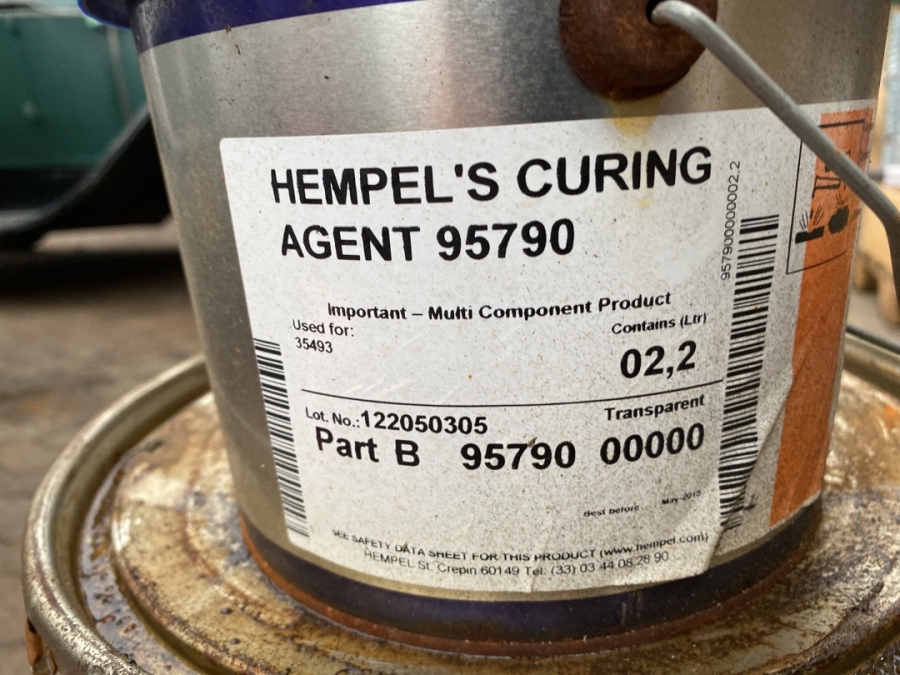 HEMPEL'S CURING
AGENT 95790
Important – Multi Component Product
Used for:
35493
Contains (Ltr)
02,2
Lot. No.:122050305
Transparent
Part B 95790 00000
Best before May-2015
SEE SAFETY DATA SHEET FOR THIS PRODUCT (www.hempel.com)
HEMPEL St. Crepin 60149 Tel: (33) 03 44 08 28 90
9579000000002.2